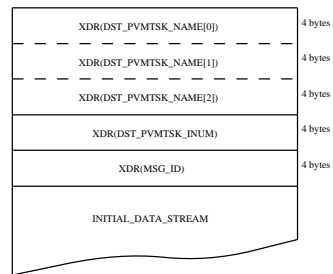 XDR(DST_PVMTSK_NAME[0]) 4 bytes
XDR(DST_PVMTSK_NAME[1]) 4 bytes
XDR(DST_PVMTSK_NAME[2]) 4 bytes
XDR(DST_PVMTSK_INUM) 4 bytes
XDR(MSG_ID) 4 bytes
INITIAL_DATA_STREAM